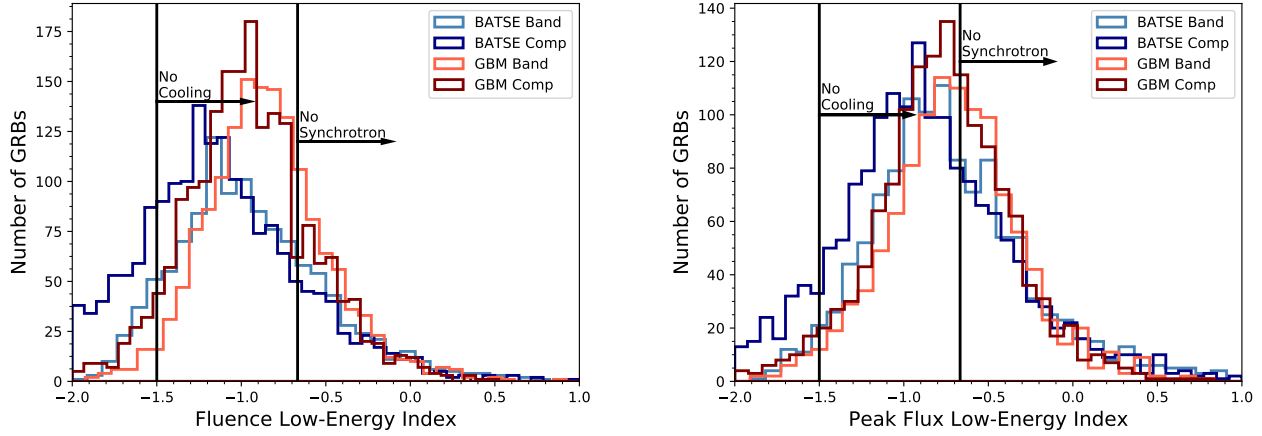 175
150
125
100
75
50
25
0
Number of GRBs
No
Cooling
No
Synchrotron
BATSE Band
BATSE Comp
GBM Band
GBM Comp
−2.0 −1.5 −1.0 −0.5 0.0 0.5 1.0
Fluence Low-Energy Index
140
120
100
80
60
40
20
0
Number of GRBs
No
Cooling
No
Synchrotron
BATSE Band
BATSE Comp
GBM Band
GBM Comp
−2.0 −1.5 −1.0 −0.5 0.0 0.5 1.0
Peak Flux Low-Energy Index